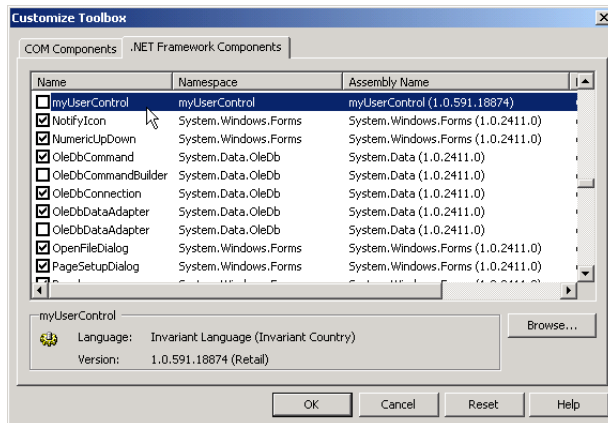 Customize Toolbox
COM Components .NET Framework Components
Name Namespace Assembly Name
myUserControl myUserControl myUserControl (1.0.591.18874)
NotifyIcon System.Windows.Forms System.Windows.Forms (1.0.2411.0)
NumericUpDown System.Windows.Forms System.Windows.Forms (1.0.2411.0)
OleDbCommand System.Data.OleDb System.Data (1.0.2411.0)
OleDbCommandBuilder System.Data.OleDb System.Data (1.0.2411.0)
OleDbConnection System.Data.OleDb System.Data (1.0.2411.0)
OleDbDataAdapter System.Data.OleDb System.Data (1.0.2411.0)
OleDbDataAdapter System.Data.OleDb System.Data (1.0.2411.0)
OpenFileDialog System.Windows.Forms System.Windows.Forms (1.0.2411.0)
PageSetupDialog System.Windows.Forms System.Windows.Forms (1.0.2411.0)
myUserControl
Browse...
Language: Invariant Language (Invariant Country)
Version: 1.0.591.18874 (Retail)
OK Cancel Reset Help